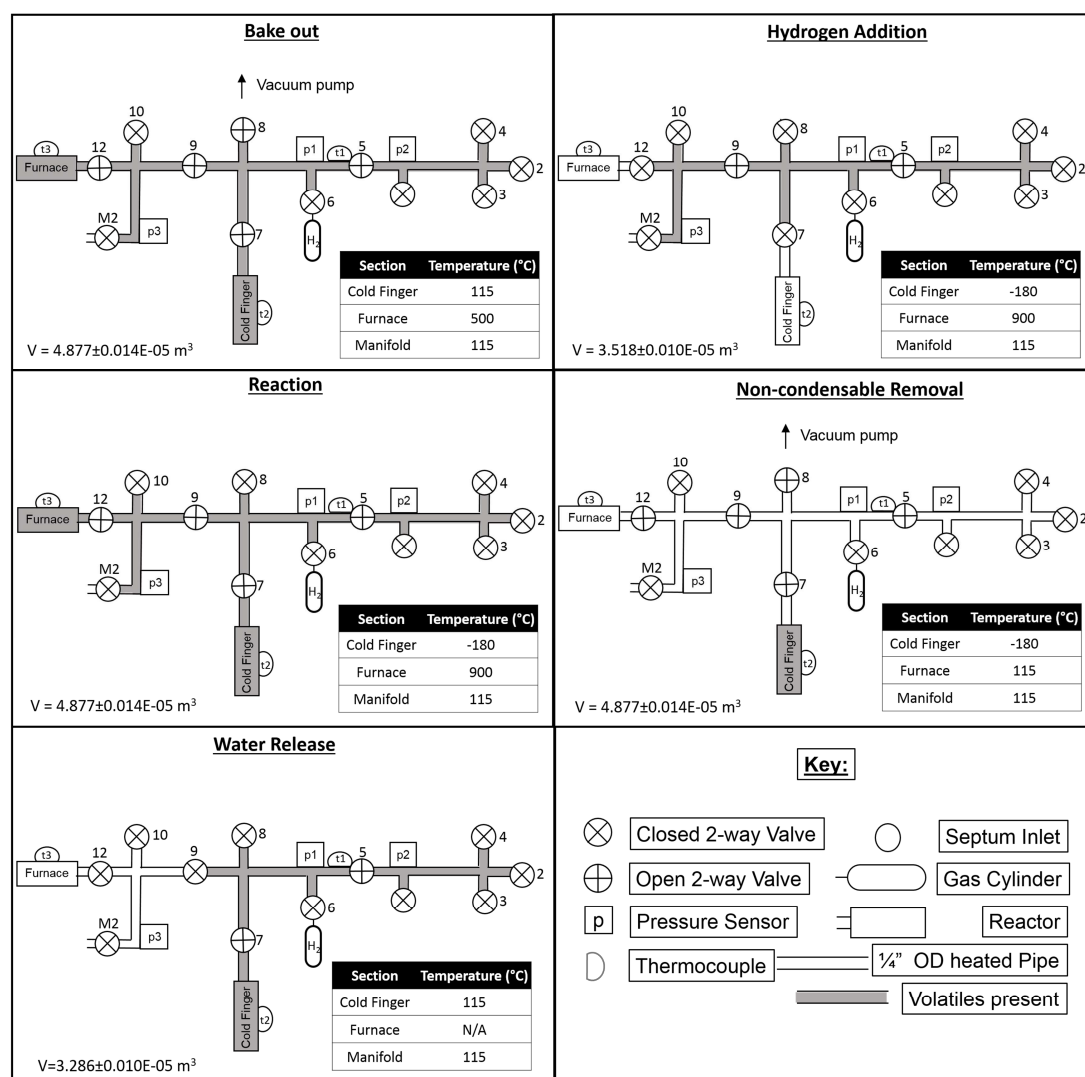 Bake out
Vacuum pump
10
8
4
t3
12
9
p1
t1
5
p2
2
Furnace
3
6
M2
p3
7
H2
Cold Finger
t2
Section Temperature (°C)
Cold Finger 115
Furnace 500
Manifold 115
V = 4.877±0.014E-05 m³
Hydrogen Addition
10
8
4
t3
12
9
p1
t1
5
p2
2
Furnace
3
6
M2
p3
7
H2
Cold Finger
t2
Section Temperature (°C)
Cold Finger -180
Furnace 900
Manifold 115
V = 3.518±0.010E-05 m³
Reaction
10
8
4
t3
12
9
p1
t1
5
p2
2
Furnace
3
6
M2
p3
7
H2
Cold Finger
t2
Section Temperature (°C)
Cold Finger -180
Furnace 900
Manifold 115
V = 4.877±0.014E-05 m³
Non-condensable Removal
Vacuum pump
10
8
4
t3
12
9
p1
t1
5
p2
2
Furnace
3
6
M2
p3
7
H2
Cold Finger
t2
Section Temperature (°C)
Cold Finger -180
Furnace 115
Manifold 115
V = 4.877±0.014E-05 m³
Water Release
10
8
4
t3
12
9
p1
t1
5
p2
2
Furnace
3
G
M2
p3
7
H2
Cold Finger
t2
Section Temperature (°C)
Cold Finger 115
Furnace N/A
Manifold 115
V=3.286±0.010E-05 m³
Key:
Closed 2-way Valve
Septum Inlet
Open 2-way Valve
Gas Cylinder
p
Pressure Sensor
Reactor
Thermocouple
¼” OD heated Pipe
Volatiles present